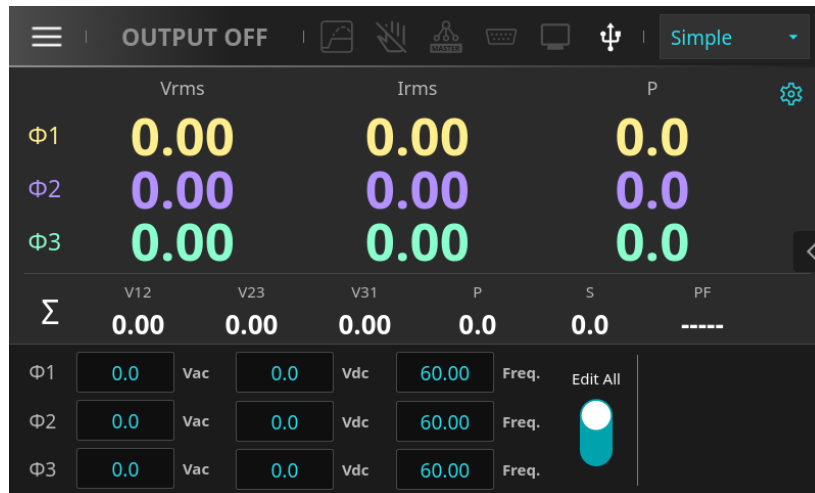 OUTPUT OFF MASTER Simple
Vrms Irms P
Φ1 0.00 0.00 0.0
Φ2 0.00 0.00 0.0
Φ3 0.00 0.00 0.0
V12 V23 V31 P S PF
Σ 0.00 0.00 0.00 0.0 0.0 -----
Φ1 0.0 Vac 0.0 Vdc 60.00 Freq. Edit All
Φ2 0.0 Vac 0.0 Vdc 60.00 Freq.
Φ3 0.0 Vac 0.0 Vdc 60.00 Freq.